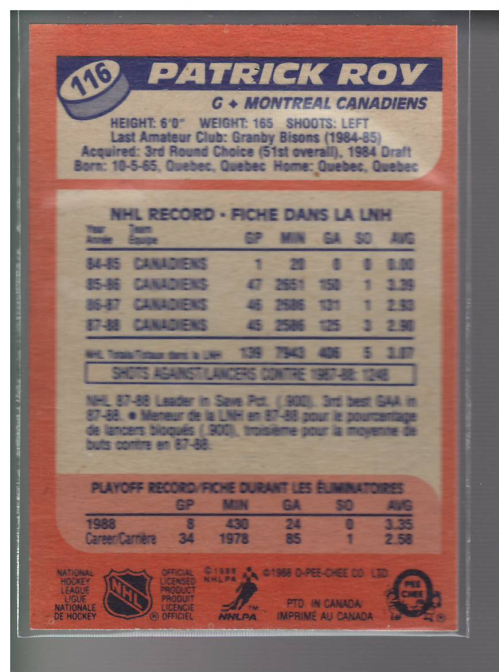 116
PATRICK ROY
G ♦ MONTREAL CANADIENS
HEIGHT: 6'0" WEIGHT: 165 SHOOTS: LEFT
Last Amateur Club: Granby Bisons (1984-85)
Acquired: 3rd Round Choice (51st overall), 1984 Draft
Born: 10-5-65, Quebec, Quebec Home: Quebec, Quebec
NHL RECORD • FICHE DANS LA LNH
Year Team
Année Équipe GP MIN GA SO AVG
84-85 CANADIENS 1 20 0 0 0.00
85-86 CANADIENS 47 2651 150 1 3.39
86-87 CANADIENS 46 2686 131 1 2.93
87-88 CANADIENS 45 2586 125 3 2.90
NHL Totals/Totaux dans la LNH 139 7943 406 5 3.07
SHOTS AGAINST/LANCERS CONTRE 1987-88: 1248
NHL 87-88 Leader in Save Pct. (.900). 3rd best GAA in
87-88. ● Meneur de la LNH en 87-88 pour le pourcentage
de lancers bloqués (.900), troisième pour la moyenne de
buts contre en 87-88.
PLAYOFF RECORD/FICHE DURANT LES ÉLIMINATOIRES
GP MIN GA SO AVG
1988 8 430 24 0 3.35
Career/Carrière 34 1978 85 1 2.58
NATIONAL
HOCKEY
LEAGUE
LIGUE
NATIONALE
DE HOCKEY
NHL
®
OFFICIAL
LICENSED
PRODUCT
PRODUIT
LICENCIÉ
OFFICIEL
© 1988
NHLPA
NHLPA
™
© 1988 O-PEE-CHEE CO. LTD.
PTD. IN CANADA/
IMPRIMÉ AU CANADA
O PEE CHEE
®